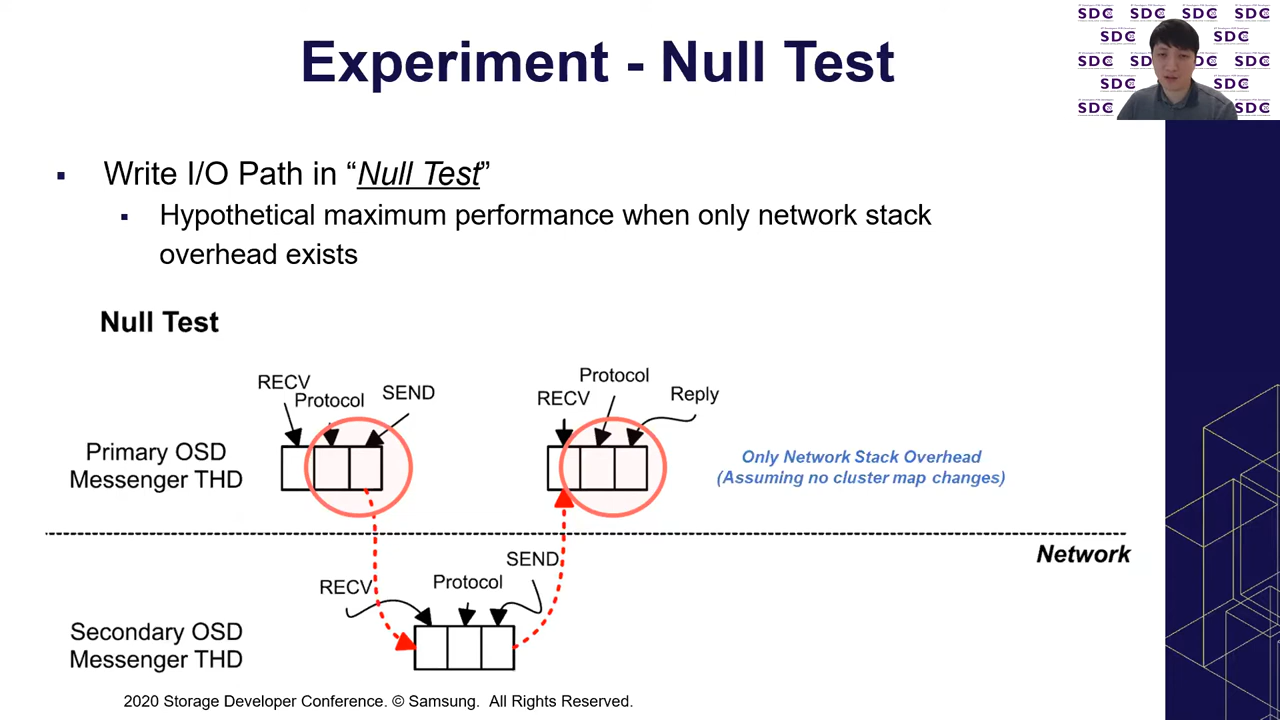 Experiment - Null Test
SDC SDC SDC SDC
SDC SDC
SDC SDC
SDC SDC
SDC SDC
▪ Write I/O Path in “Null Test”
▪ Hypothetical maximum performance when only network stack
overhead exists
Null Test
RECV
Protocol
SEND
Protocol
RECV
Reply
Primary OSD
Messenger THD
Only Network Stack Overhead
(Assuming no cluster map changes)
Network
RECV
Protocol
SEND
Secondary OSD
Messenger THD
2020 Storage Developer Conference. © Samsung. All Rights Reserved.